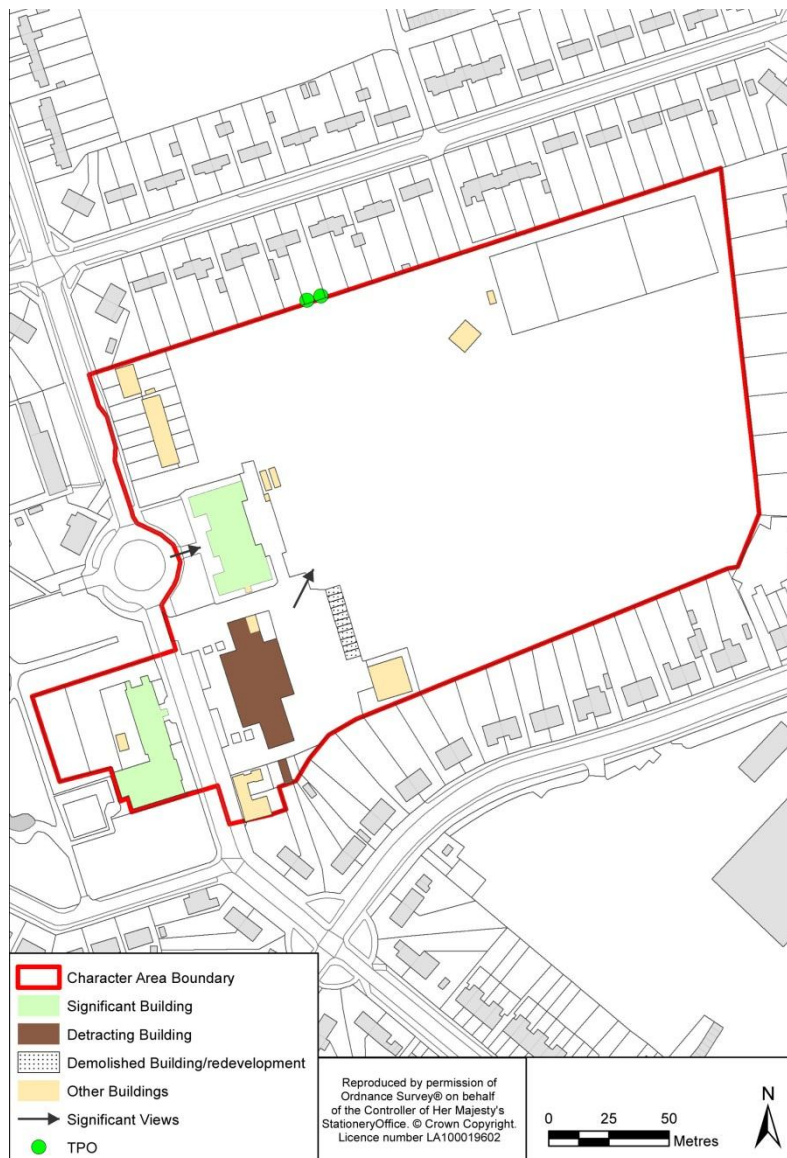 Character Area Boundary
Significant Building
Detracting Building
Demolished Building/redevelopment
Other Buildings
Significant Views
TPO
Reproduced by permission of
Ordnance Survey® on behalf
of the Controller of Her Majesty's
StationeryOffice. © Crown Copyright.
Licence number LA100019602
0 25 50
Metres
N